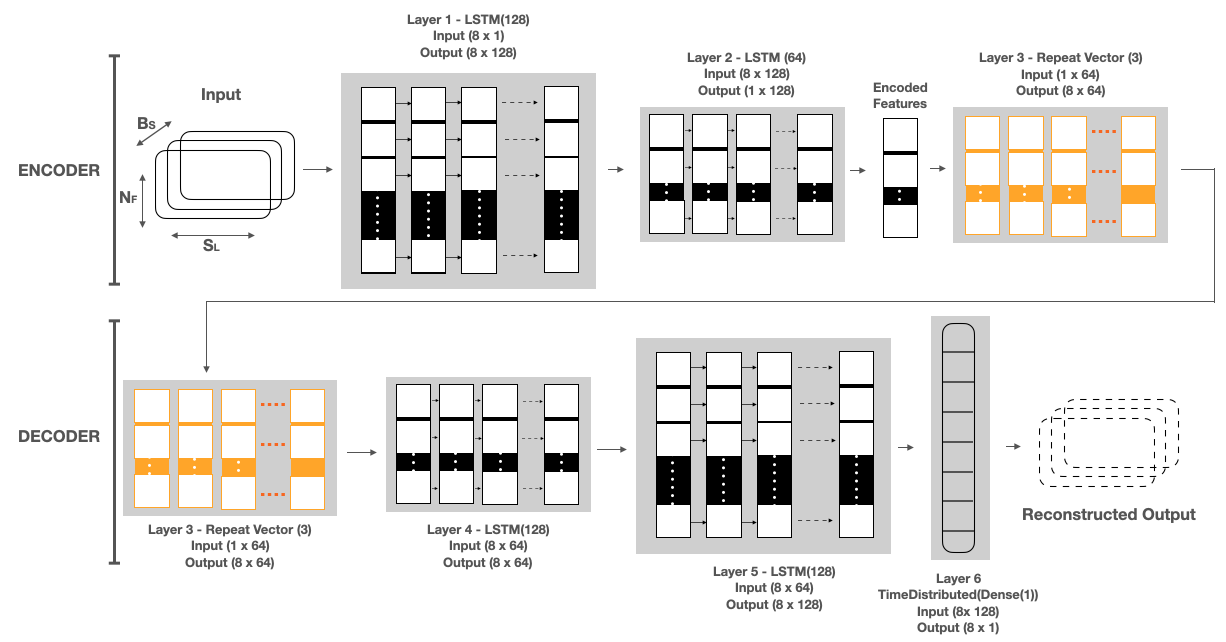 Layer 1 - LSTM(128)
Input (8 x 1)
Output (8 x 128)
Layer 2 - LSTM (64)
Input (8 x 128)
Output (1 x 128)
Encoded
Features
Layer 3 - Repeat Vector (3)
Input (1 x 64)
Output (8 x 64)
ENCODER
Input
BS
NF
SL
DECODER
Layer 3 - Repeat Vector (3)
Input (1 x 64)
Output (8 x 64)
Layer 4 - LSTM(128)
Input (8 x 64)
Output (8 x 64)
Layer 5 - LSTM(128)
Input (8 x 64)
Output (8 x 128)
Layer 6
TimeDistributed(Dense(1))
Input (8x 128)
Output (8 x 1)
Reconstructed Output